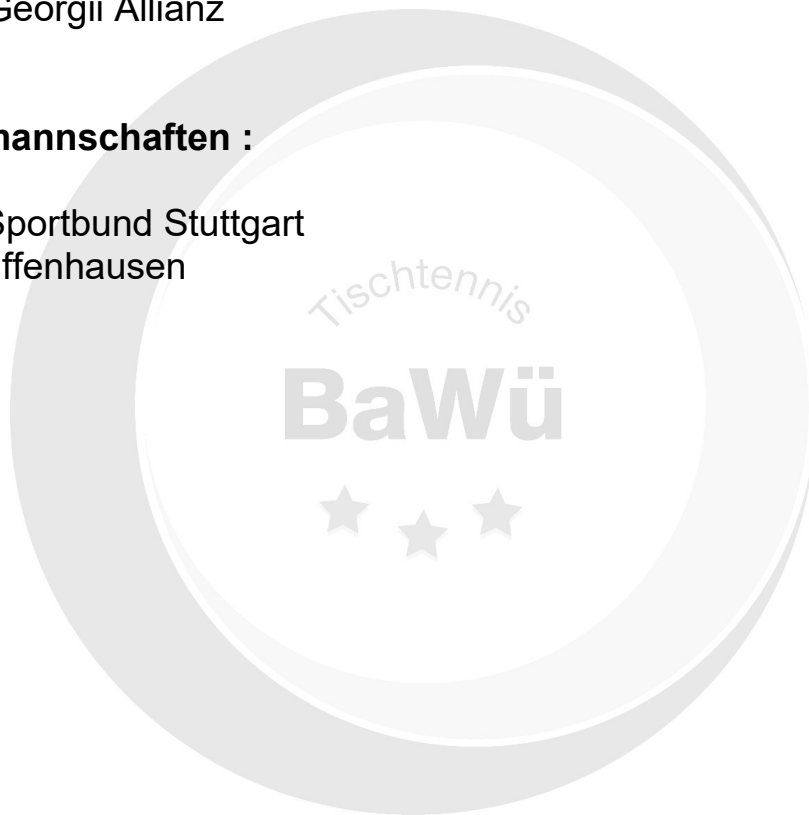 Georgii Allianz
mannschaften :
Sportbund Stuttgart
ffenhausen
Tischtennis
BaWü